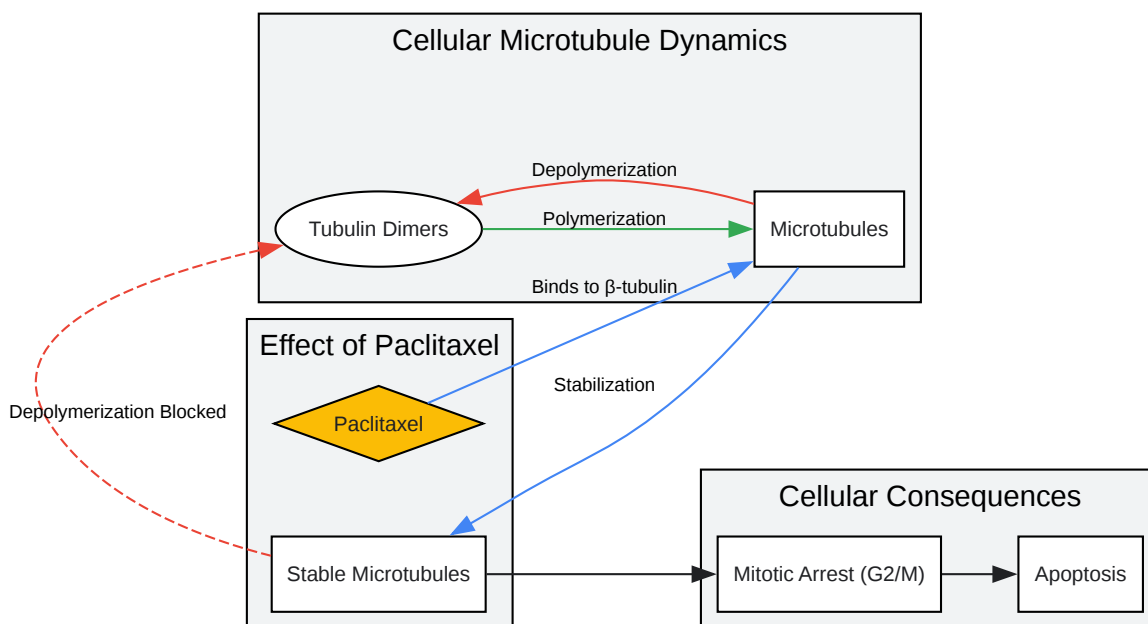 Cellular Microtubule Dynamics
Depolymerization
Tubulin Dimers
Polymerization
Microtubules
Binds to β-tubulin
Effect of Paclitaxel
Stabilization
Depolymerization Blocked
Paclitaxel
Cellular Consequences
Stable Microtubules
Mitotic Arrest (G2/M)
Apoptosis